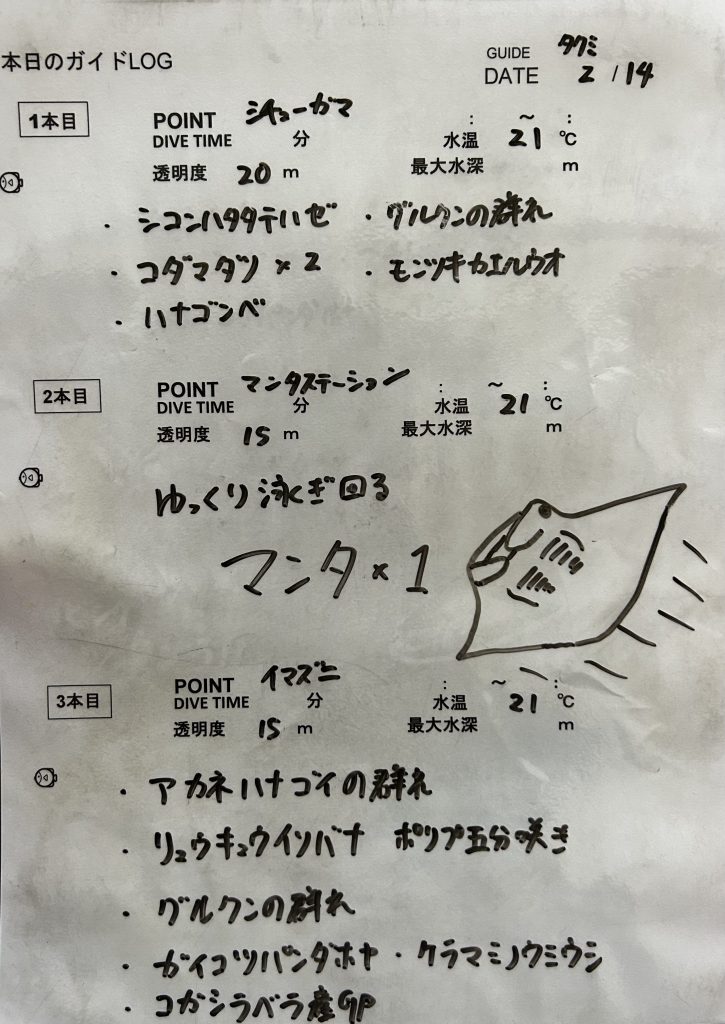 本日のガイドLOG
GUIDE タクミ
DATE 2/14
1本目
POINT シチューガマ : ~ :
DIVE TIME 分 水温 21 ℃
透明度 20 m 最大水深 m
・シコンハタタテハゼ ・グルクンの群れ
・コダマダツ×2 ・モンツキカエルウオ
・ハナゴンベ
2本目
POINT マンタステーション : ~ :
DIVE TIME 分 水温 21 ℃
透明度 15 m 最大水深 m
ゆっくり泳ぎ回る
マンタ×1
3本目
POINT イマズニ : ~ :
DIVE TIME 分 水温 21 ℃
透明度 15 m 最大水深 m
・アカネハナゴイの群れ
・リュウキュウイソバナ ポリプ五分咲き
・グルクンの群れ
・ガイコツパンダホヤ・クラマミノウミウシ
・コガシラベラ産GP